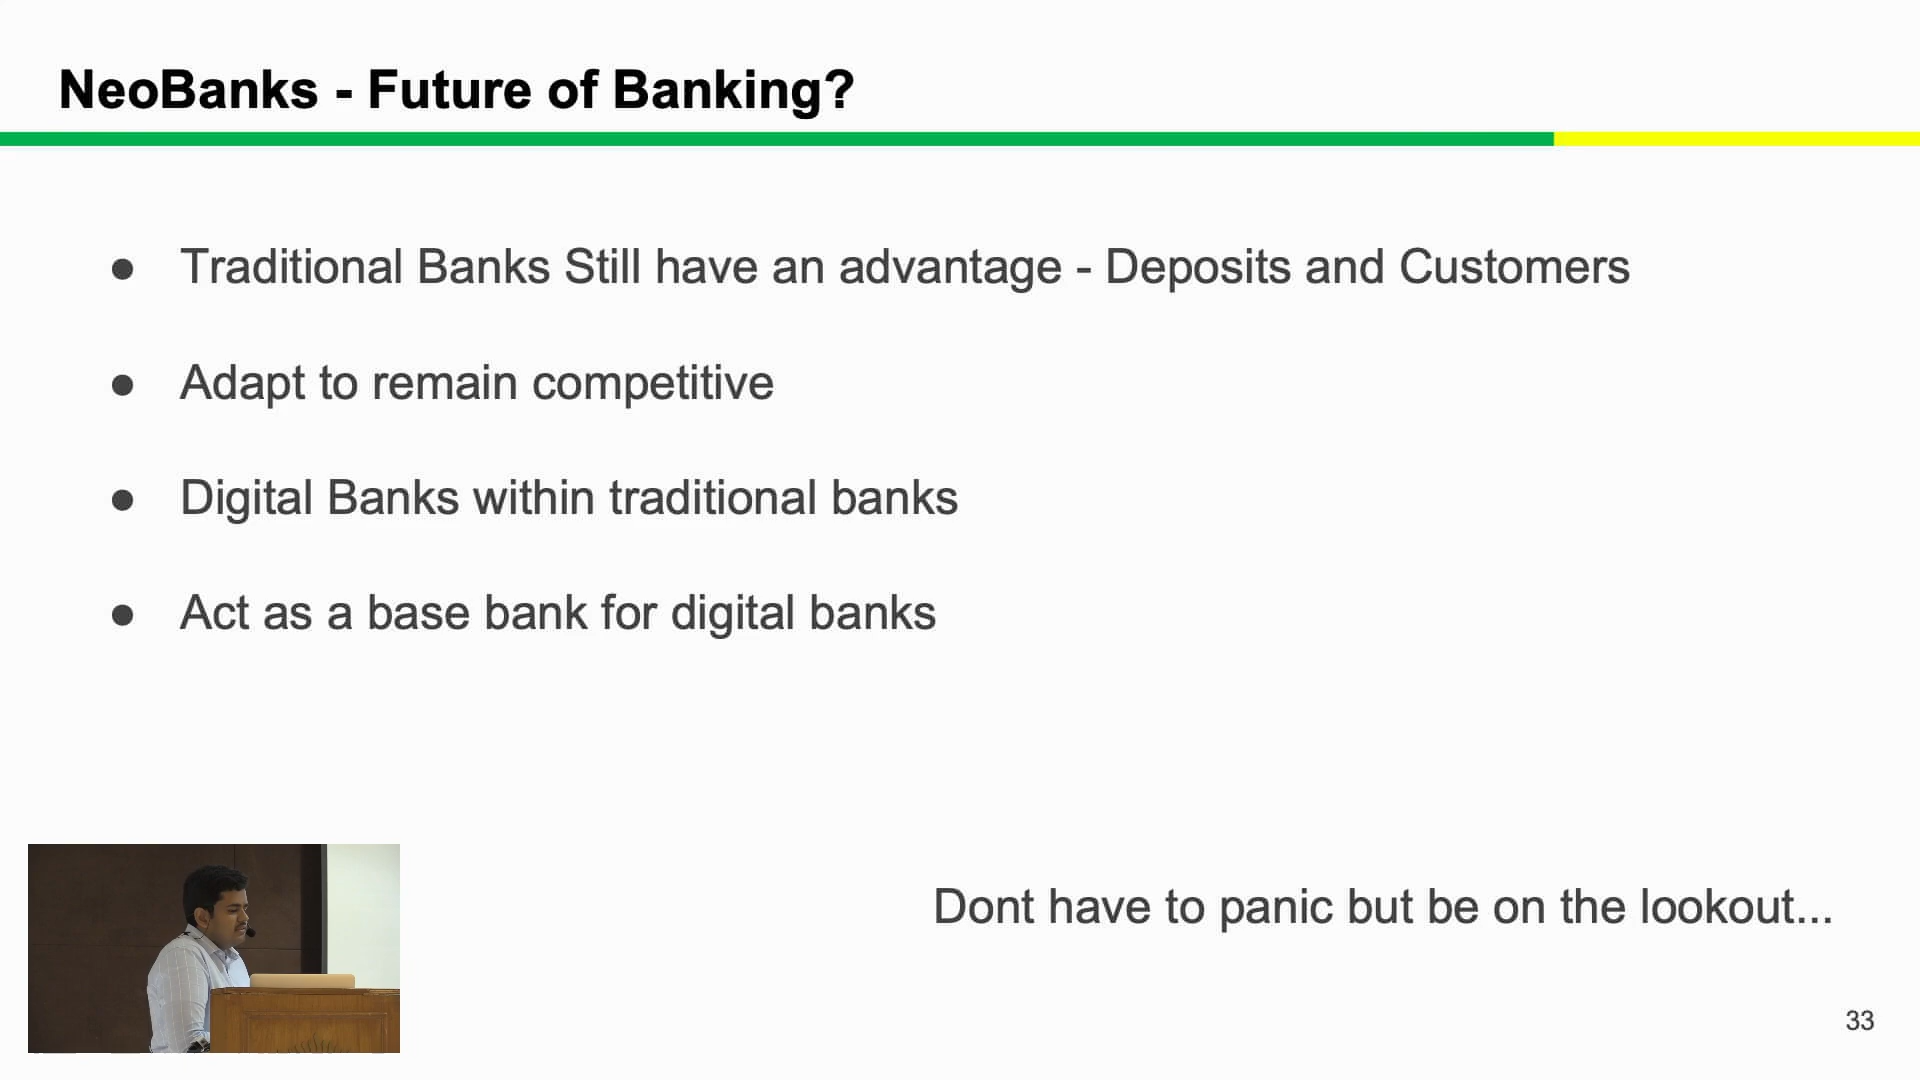 NeoBanks - Future of Banking?
● Traditional Banks Still have an advantage - Deposits and Customers
● Adapt to remain competitive
● Digital Banks within traditional banks
● Act as a base bank for digital banks
Dont have to panic but be on the lookout...
33